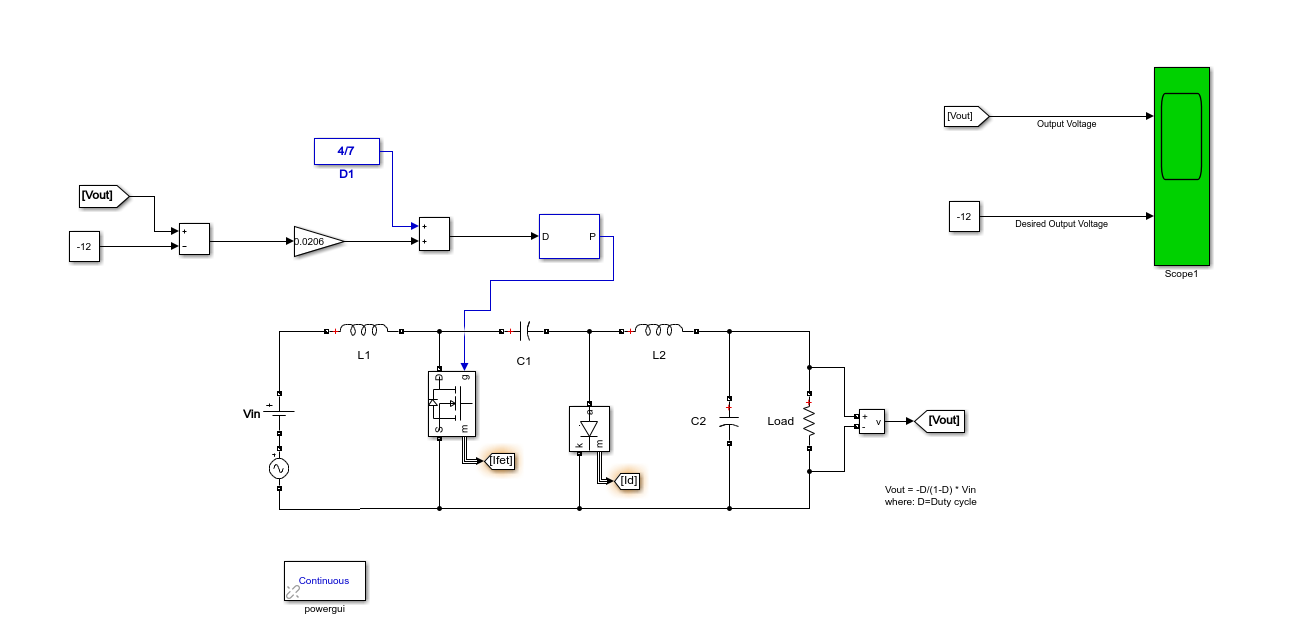 [Vout]
Output Voltage
4/7
D1
[Vout]
+
-
-12
0.0206
+
+
D
P
-12
Desired Output Voltage
Scope1
L1
C1
L2
D
g
S
m
Vin
+
+
[Ifet]
a
k
m
[Id]
C2
+
Load
+
+
-
v
[Vout]
Vout = -D/(1-D) * Vin
where: D=Duty cycle
Continuous
powergui